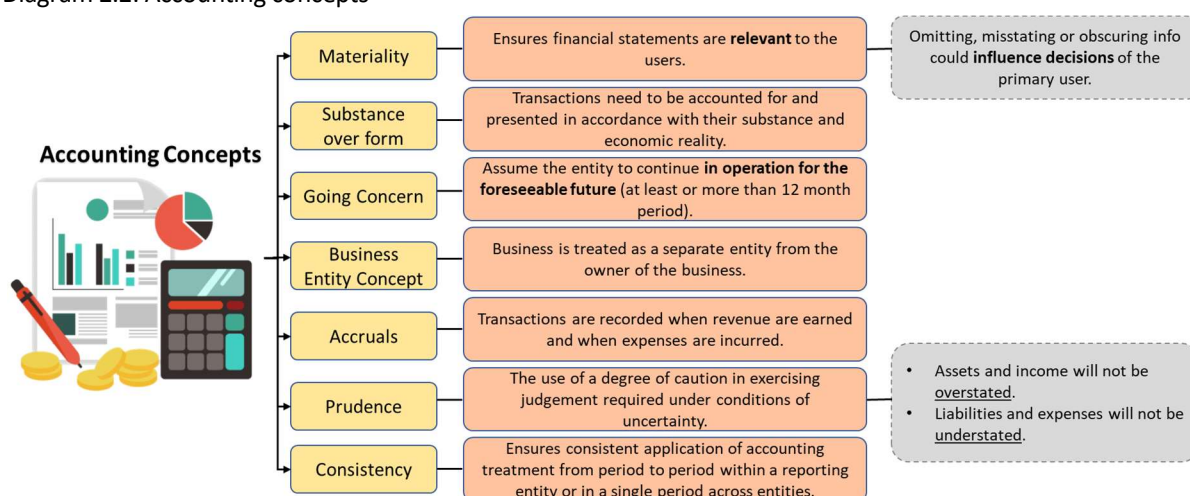 Diagram 2.2: Accounting concepts
Accounting Concepts
Materiality
Ensures financial statements are relevant to the
users.
Omitting, misstating or obscuring info
could influence decisions of the
primary user.
Substance
over form
Transactions need to be accounted for and
presented in accordance with their substance and
economic reality.
Going Concern
Assume the entity to continue in operation for the
foreseeable future (at least or more than 12 month
period).
Business
Entity Concept
Business is treated as a separate entity from the
owner of the business.
Accruals
Transactions are recorded when revenue are earned
and when expenses are incurred.
Prudence
The use of a degree of caution in exercising
judgement required under conditions of
uncertainty.
• Assets and income will not be
overstated.
• Liabilities and expenses will not be
understated.
Consistency
Ensures consistent application of accounting
treatment from period to period within a reporting
entity or in a single period across entities.